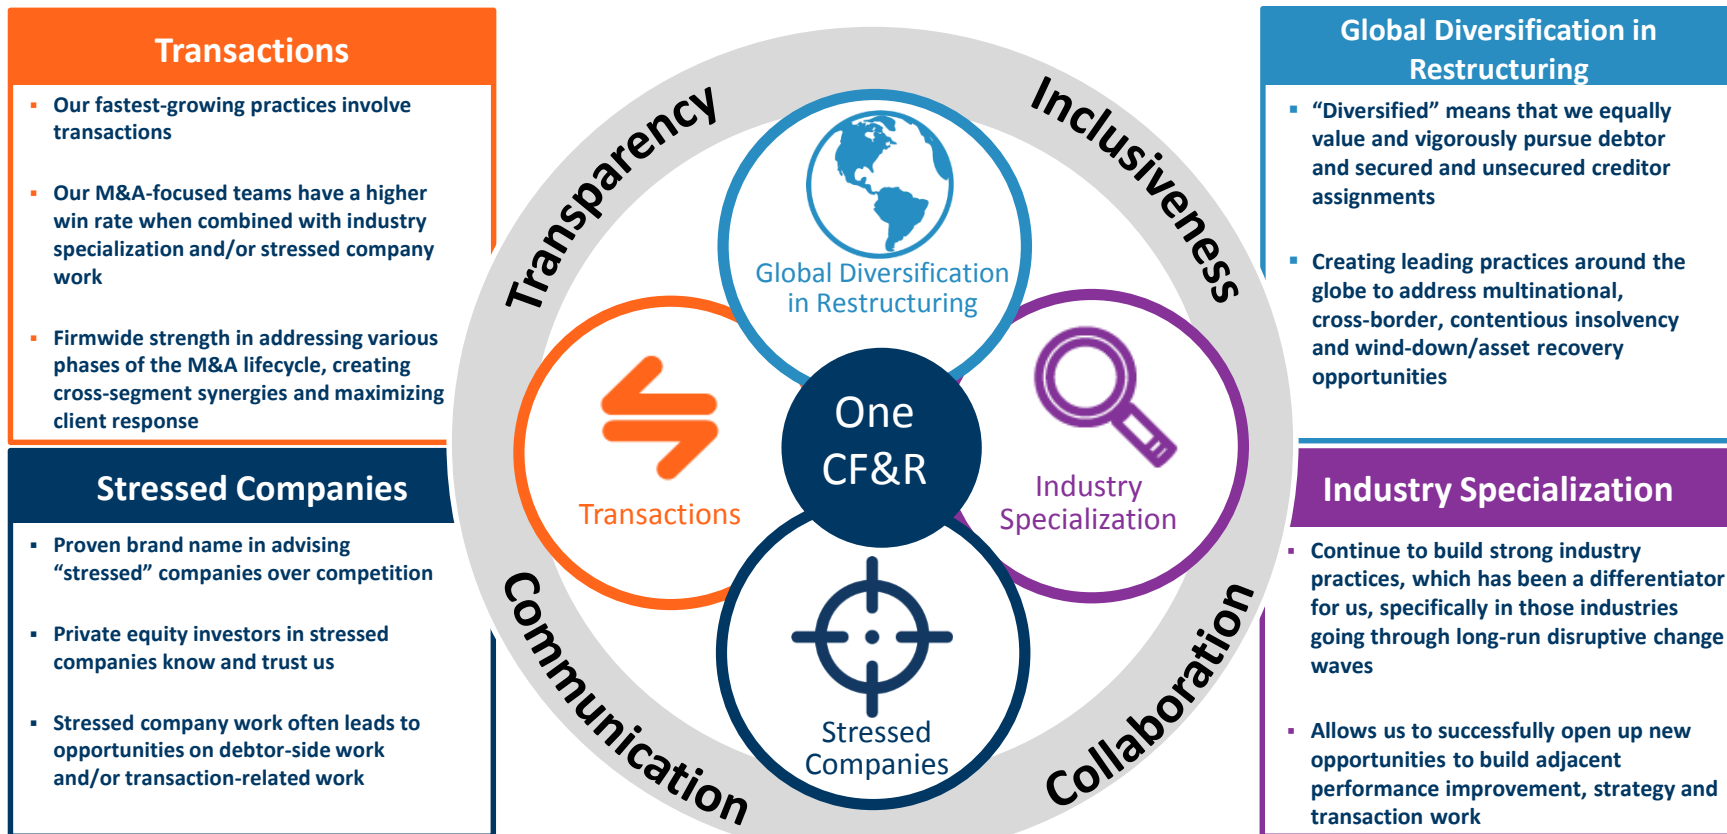 Transactions
▪ Our fastest-growing practices involve
transactions
▪ Our M&A-focused teams have a higher
win rate when combined with industry
specialization and/or stressed company
work
▪ Firmwide strength in addressing various
phases of the M&A lifecycle, creating
cross-segment synergies and maximizing
client response
Stressed Companies
▪ Proven brand name in advising
“stressed” companies over competition
▪ Private equity investors in stressed
companies know and trust us
▪ Stressed company work often leads to
opportunities on debtor-side work
and/or transaction-related work
Transparency
Inclusiveness
Communication
Collaboration
Global Diversification
in Restructuring
Transactions
One
CF&R
Industry
Specialization
Stressed
Companies
Global Diversification in
Restructuring
▪ “Diversified” means that we equally
value and vigorously pursue debtor
and secured and unsecured creditor
assignments
▪ Creating leading practices around the
globe to address multinational,
cross-border, contentious insolvency
and wind-down/asset recovery
opportunities
Industry Specialization
▪ Continue to build strong industry
practices, which has been a differentiator
for us, specifically in those industries
going through long-run disruptive change
waves
▪ Allows us to successfully open up new
opportunities to build adjacent
performance improvement, strategy and
transaction work